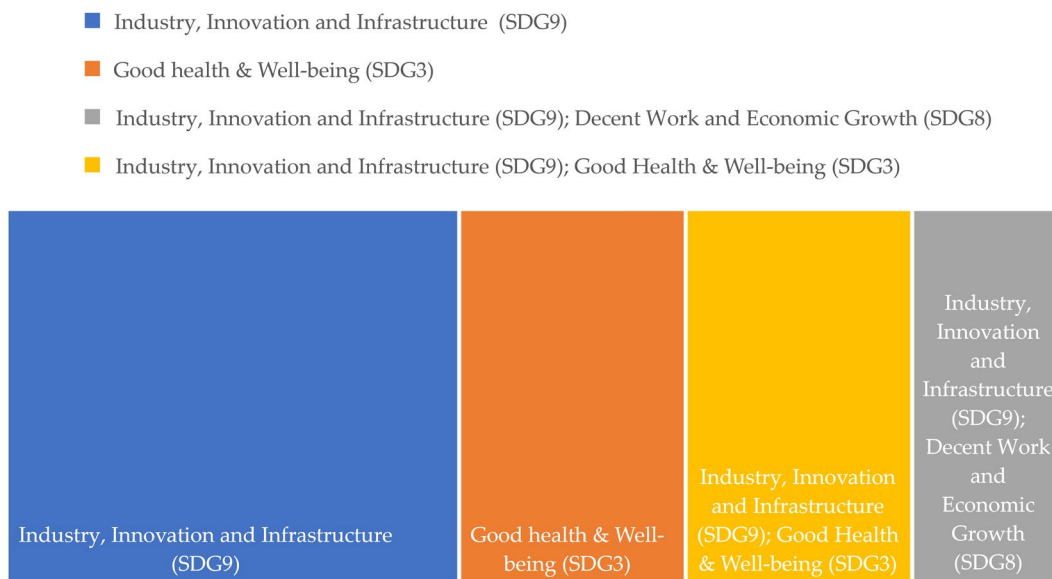 Industry, Innovation and Infrastructure (SDG9)
Good health & Well-being (SDG3)
Industry, Innovation and Infrastructure (SDG9); Decent Work and Economic Growth (SDG8)
Industry, Innovation and Infrastructure (SDG9); Good Health & Well-being (SDG3)
Industry, Innovation and Infrastructure
(SDG9)
Good health & Well-
being (SDG3)
Industry, Innovation
and Infrastructure
(SDG9); Good Health
& Well-being (SDG3)
Industry,
Innovation
and
Infrastructure
(SDG9);
Decent Work
and
Economic
Growth
(SDG8)